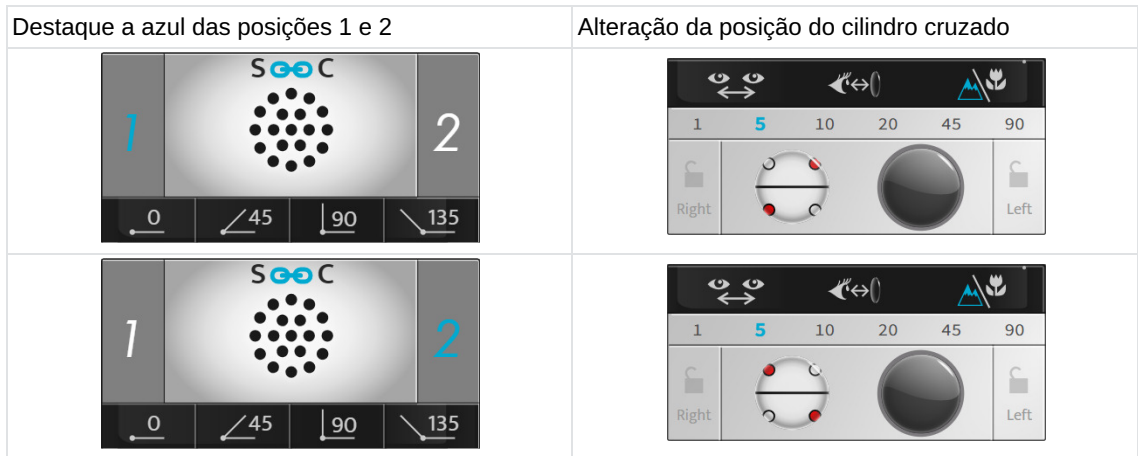 Destaque a azul das posições 1 e 2
Alteração da posição do cilindro cruzado
S C
1 2
0 45 90 135
1 5 10 20 45 90
Right Left
S C
1 2
0 45 90 135
1 5 10 20 45 90
Right Left